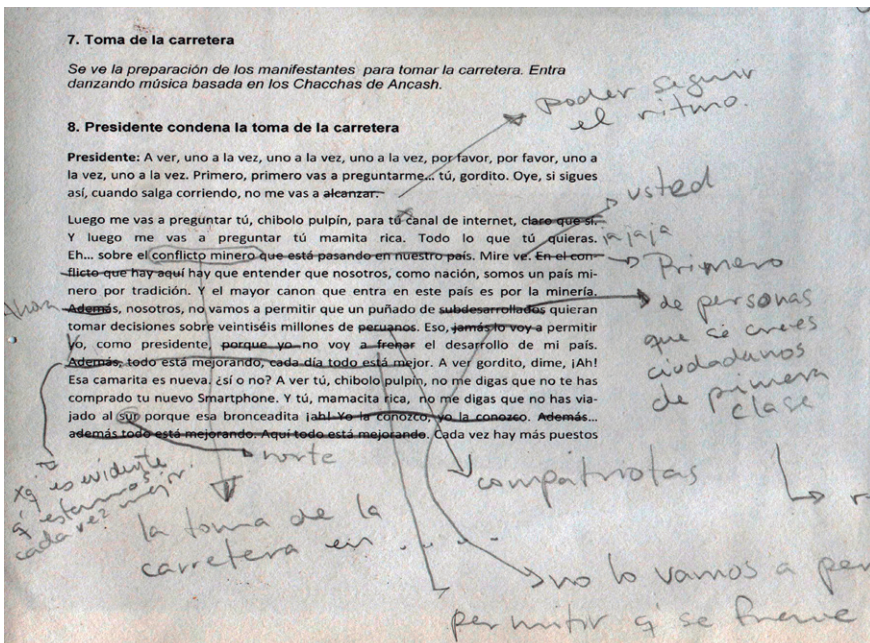 7. Toma de la carretera
Se ve la preparación de los manifestantes para tomar la carretera. Entra
danzando música basada en los Chacchas de Ancash.
poder seguir
el ritmo.
8. Presidente condena la toma de la carretera
Presidente: A ver, uno a la vez, uno a la vez, uno a la vez, por favor, por favor, uno a
la vez, uno a la vez. Primero, primero vas a preguntarme... tú, gordito. Oye, si sigues
así, cuando salga corriendo, no me vas a alcanzar.
usted
Luego me vas a preguntar tú, chibolo pulpín, para tu canal de internet, claro que sí.
Y luego me vas a preguntar tú mamita rica. Todo lo que tú quieras.
jajaja
Eh... sobre el conflicto minero que está pasando en nuestro país. Mire ve. En el con-
flicto que hay aquí hay que entender que nosotros, como nación, somos un país mi-
nero por tradición. Y el mayor canon que entra en este país es por la minería.
Además, nosotros, no vamos a permitir que un puñado de subdesarrollados quieran
tomar decisiones sobre veintiséis millones de peruanos. Eso, jamás lo voy a permitir
yo, como presidente, porque yo no voy a frenar el desarrollo de mi país.
Además, todo está mejorando, cada día todo está mejor. A ver gordito, dime, ¡Ah!
Esa camarita es nueva. ¿sí o no? A ver tú, chibolo pulpín, no me digas que no te has
comprado tu nuevo Smartphone. Y tú, mamacita rica, no me digas que no has via-
jado al sur porque esa bronceadita ¡ah! Yo la conozco, yo la conozco. Además...
además todo está mejorando. Aquí todo está mejorando. Cada vez hay más puestos
Primero
de personas
que se creen
ciudadanos
de primera
clase
Ahora
norte
xq es evidente
q estamos
cada vez mejor.
compatriotas
la toma de la
carretera en . . . .
no lo vamos a per
permitir q se frene